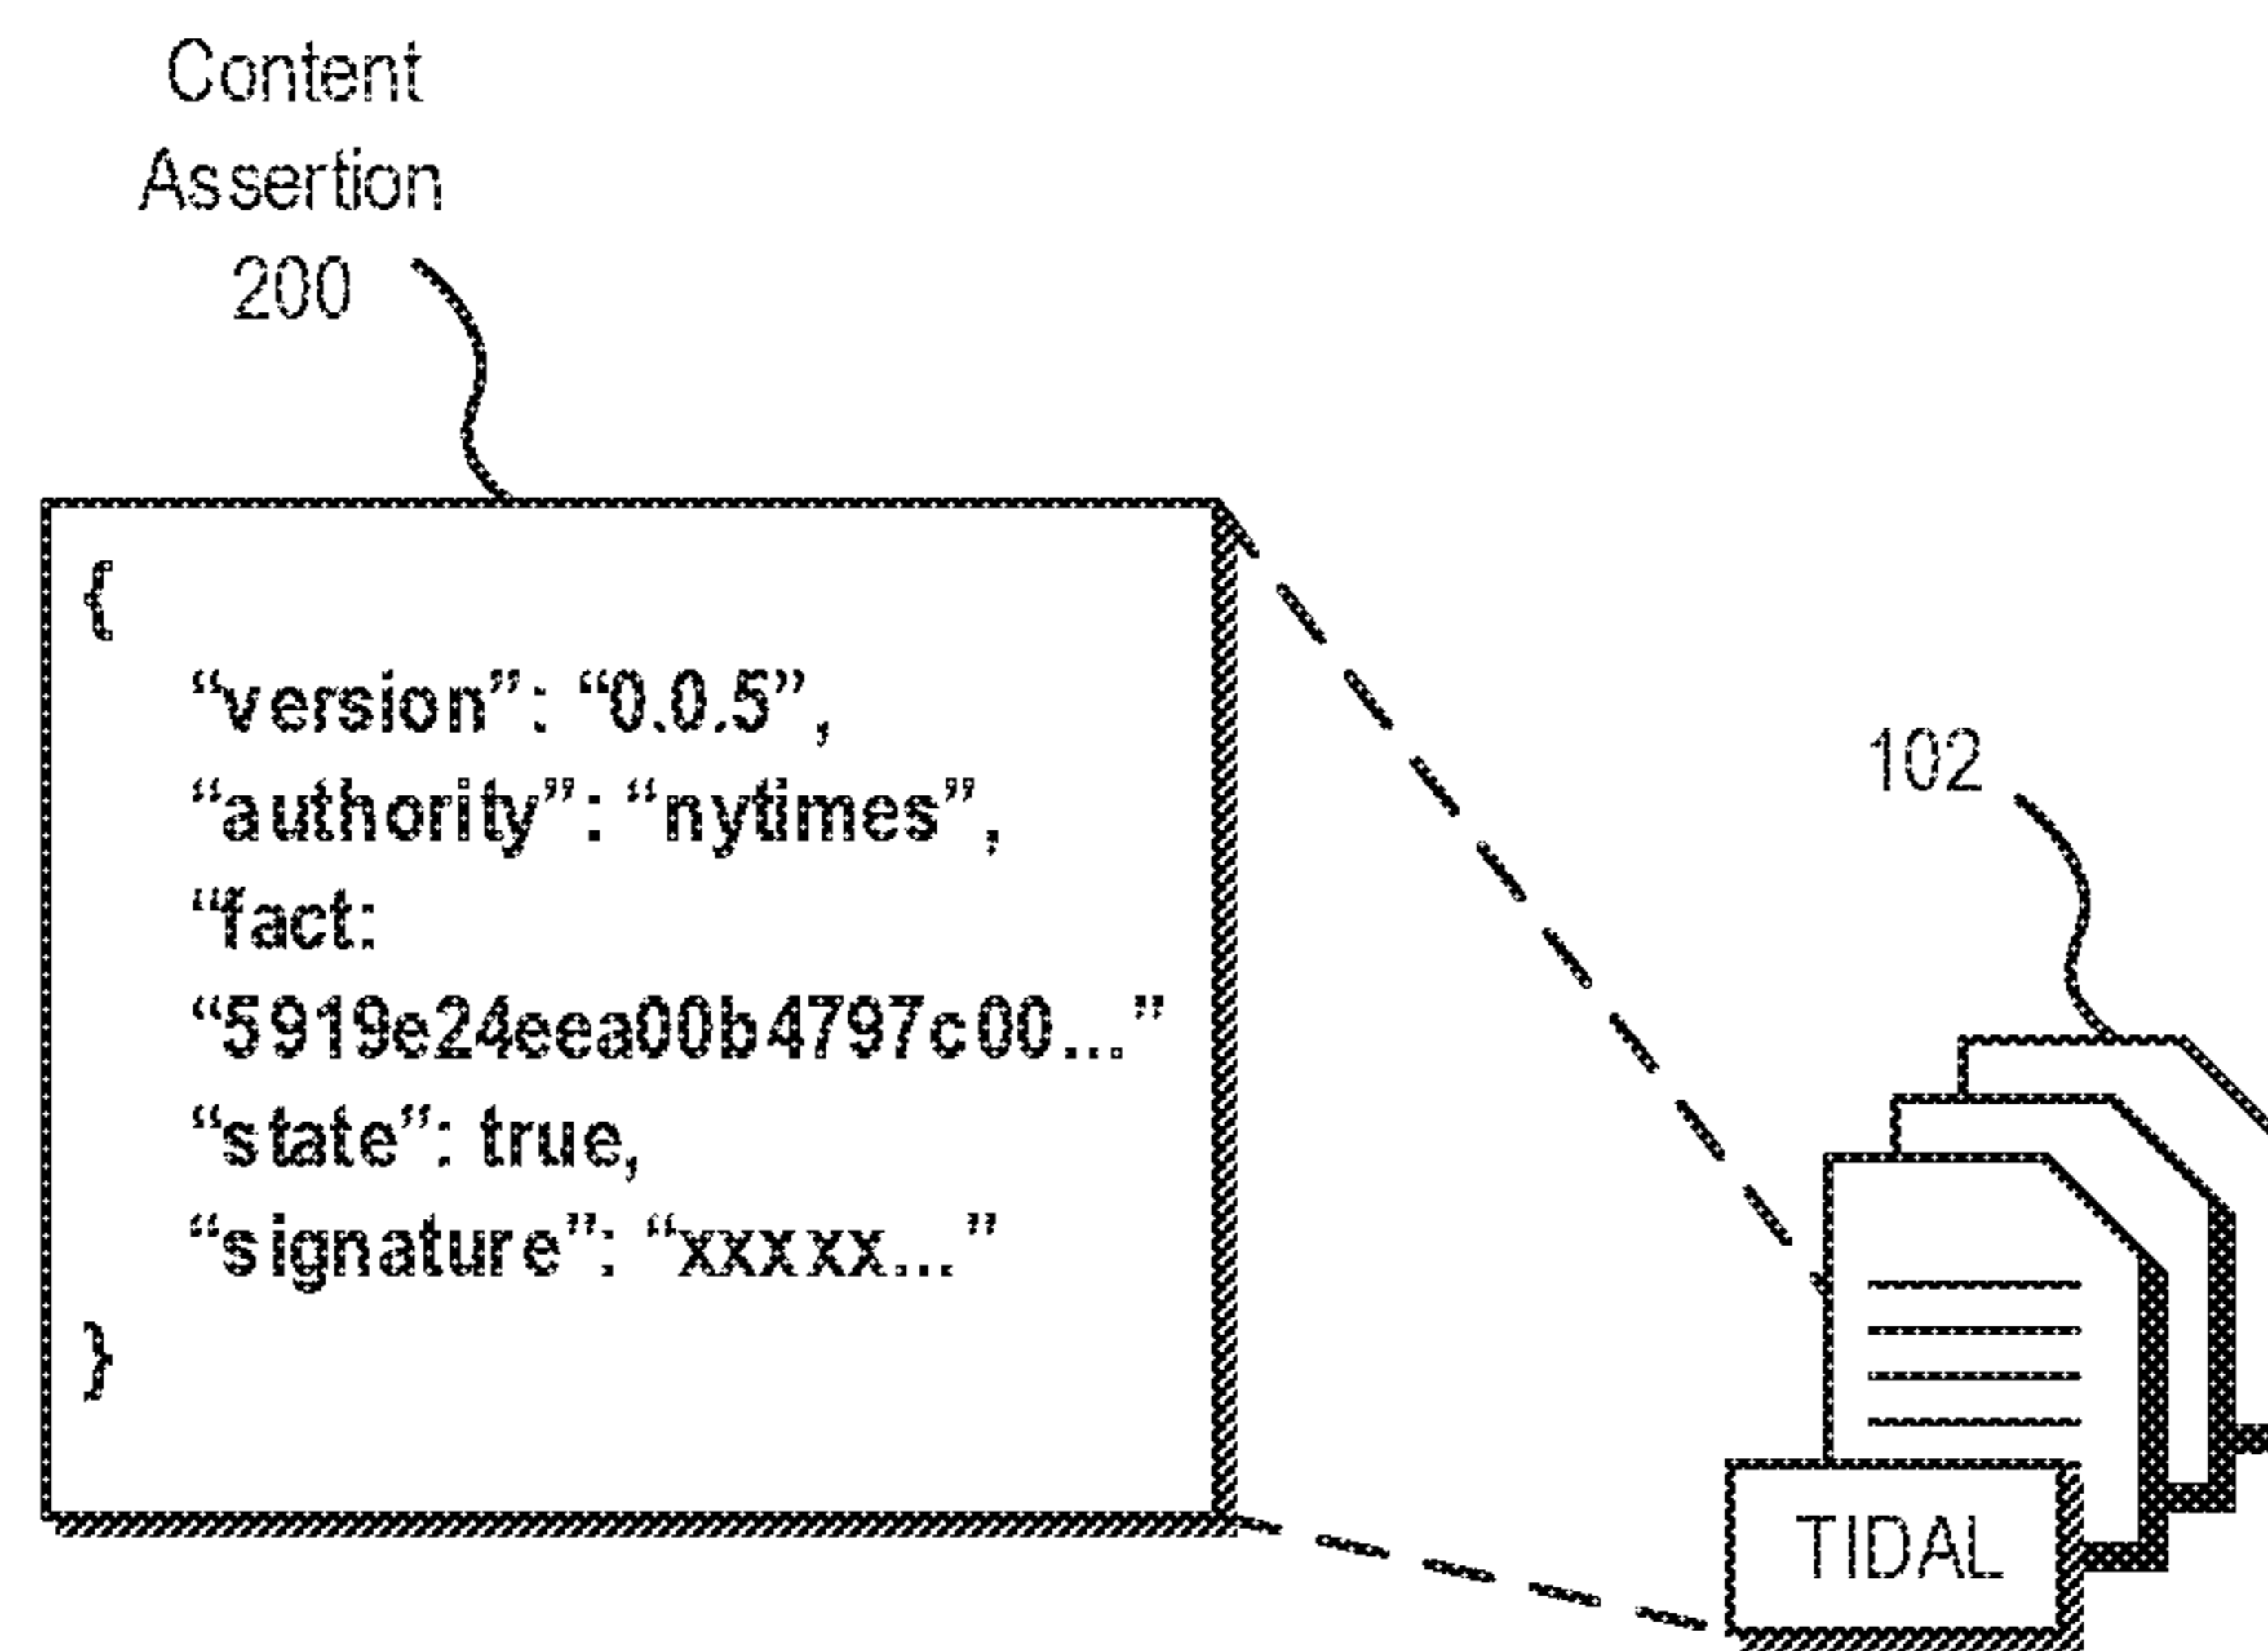 Content
Assertion
200
{
“version”: “0.0.5”,
“authority”: “nytimes”,
“fact:
“5919e24eea00b4797c00...”
“state”: true,
“signature”: “xxxxx...”
}
102
TIDAL